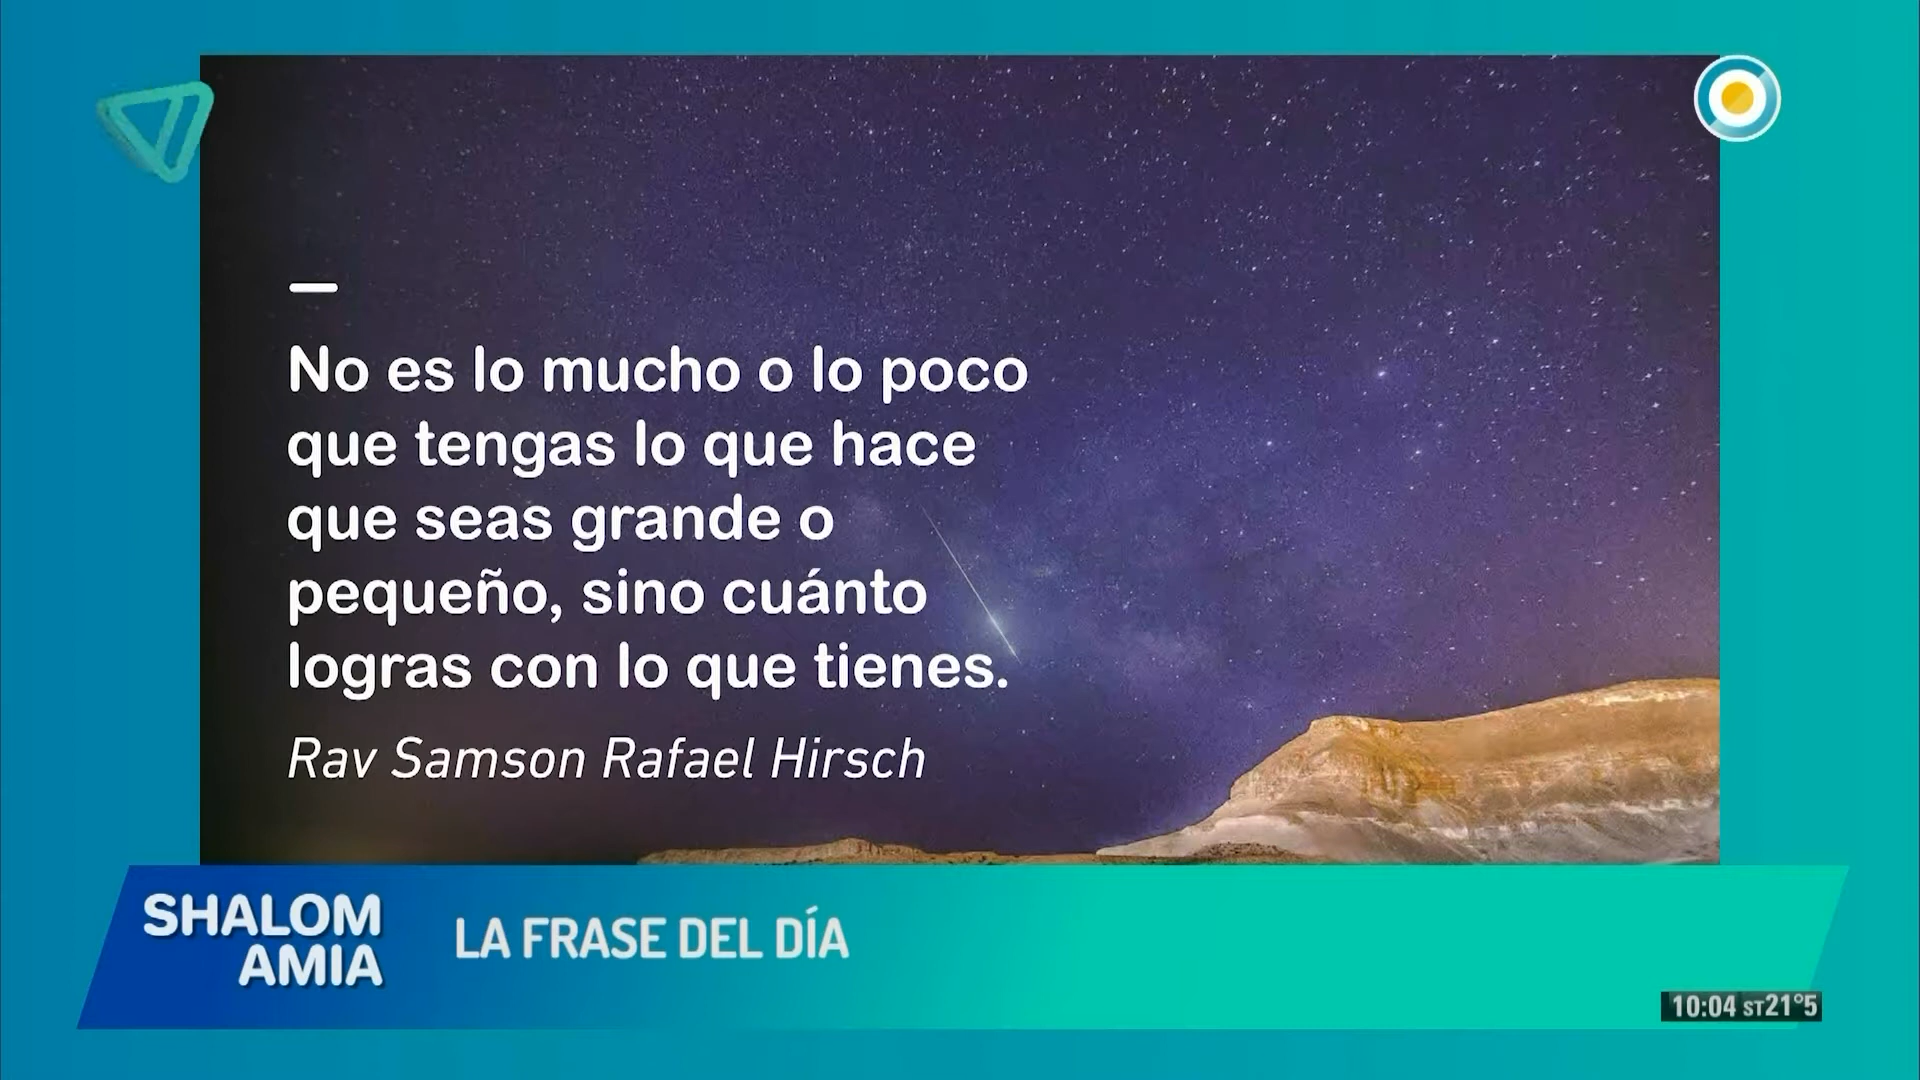 No es lo mucho o lo poco
que tengas lo que hace
que seas grande o
pequeño, sino cuánto
logras con lo que tienes.
Rav Samson Rafael Hirsch
SHALOM
AMIA
LA FRASE DEL DÍA
10:04 ST21°5